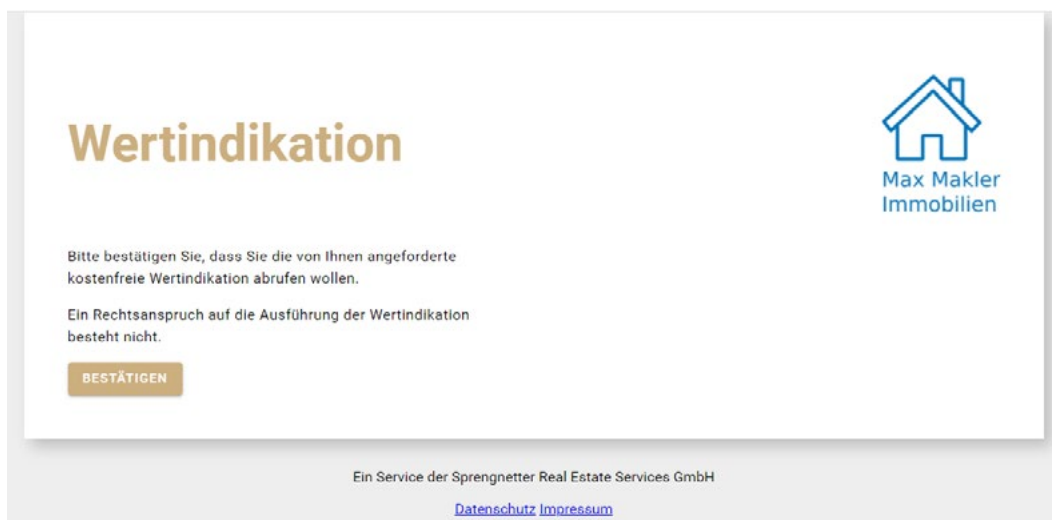 Wertindikation
Max Makler
Immobilien
Bitte bestätigen Sie, dass Sie die von Ihnen angeforderte
kostenfreie Wertindikation abrufen wollen.
Ein Rechtsanspruch auf die Ausführung der Wertindikation
besteht nicht.
BESTÄTIGEN
Ein Service der Sprengnetter Real Estate Services GmbH
Datenschutz Impressum